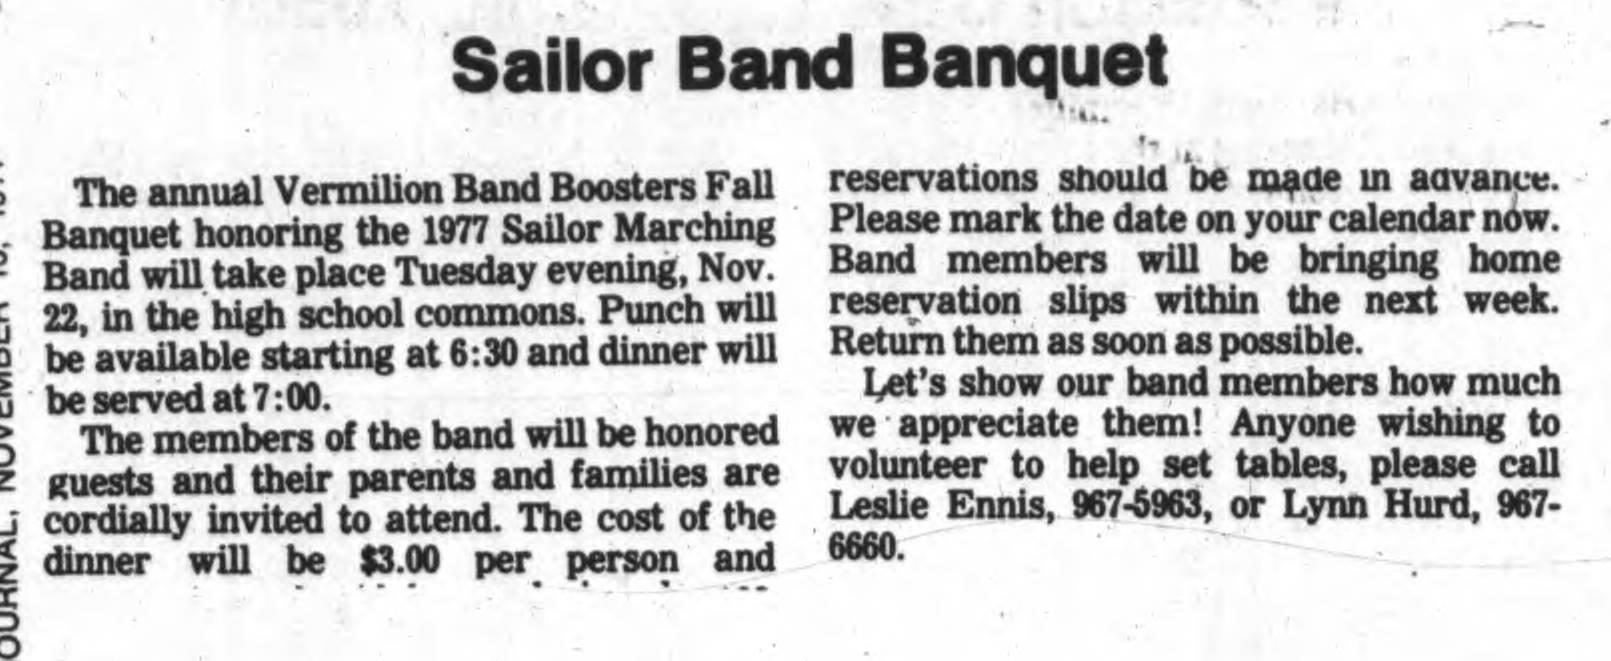 Sailor Band Banquet
The annual Vermilion Band Boosters Fall
Banquet honoring the 1977 Sailor Marching
Band will take place Tuesday evening, Nov.
22, in the high school commons. Punch will
be available starting at 6:30 and dinner will
be served at 7:00.
The members of the band will be honored
guests and their parents and families are
cordially invited to attend. The cost of the
dinner will be $3.00 per person and
reservations should be made in advance.
Please mark the date on your calendar now.
Band members will be bringing home
reservation slips within the next week.
Return them as soon as possible.
Let's show our band members how much
we appreciate them! Anyone wishing to
volunteer to help set tables, please call
Leslie Ennis, 967-5963, or Lynn Hurd, 967-
6660.
OURNAL, NOVEMBER